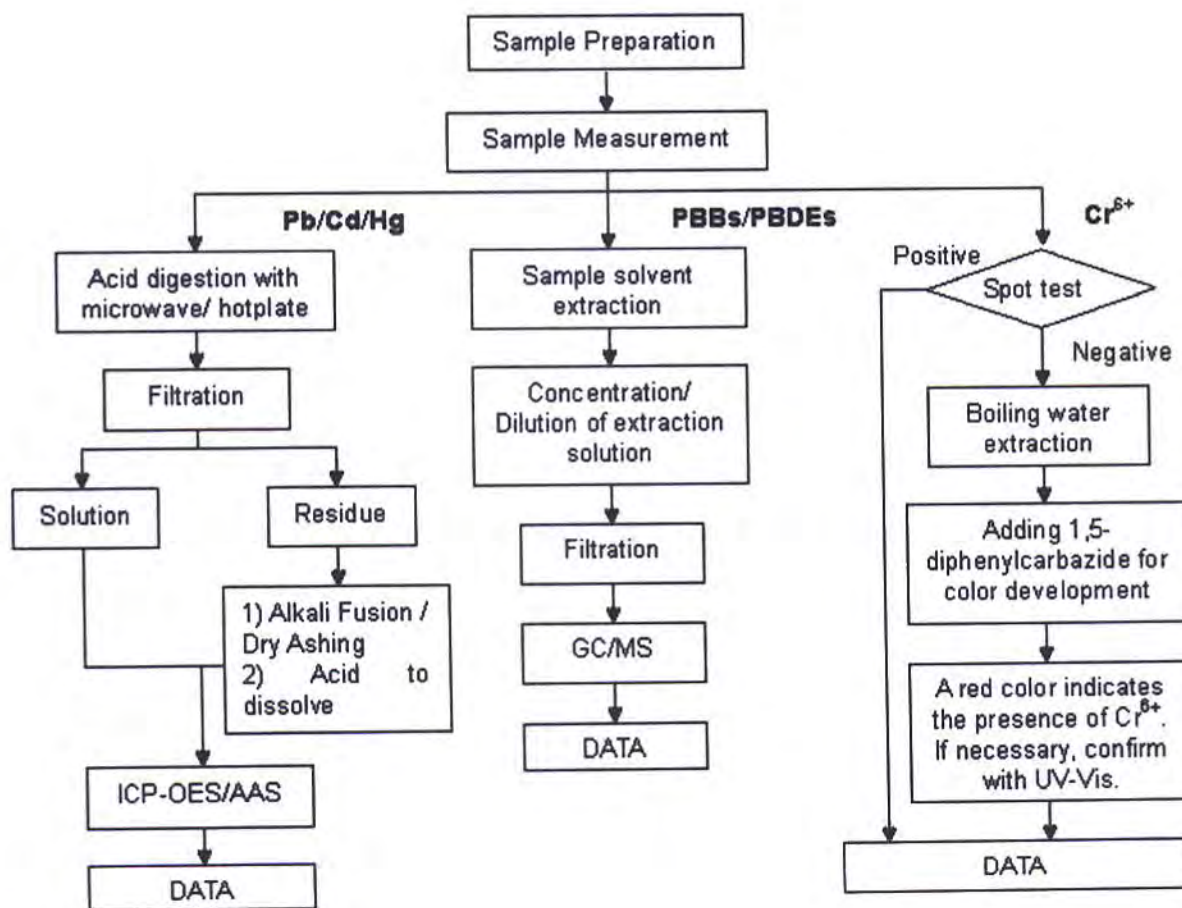 Sample Preparation
Sample Measurement
Pb/Cd/Hg
Acid digestion with
microwave/ hotplate
Filtration
Solution
Residue
1) Alkali Fusion /
Dry Ashing
2) Acid to
dissolve
ICP-OES/AAS
DATA
PBBs/PBDEs
Sample solvent
extraction
Concentration/
Dilution of extraction
solution
Filtration
GC/MS
DATA
Cr⁶⁺
Positive
Spot test
Negative
Boiling water
extraction
Adding 1,5-
diphenylcarbazide for
color development
A red color indicates
the presence of Cr⁶⁺.
If necessary, confirm
with UV-Vis.
DATA